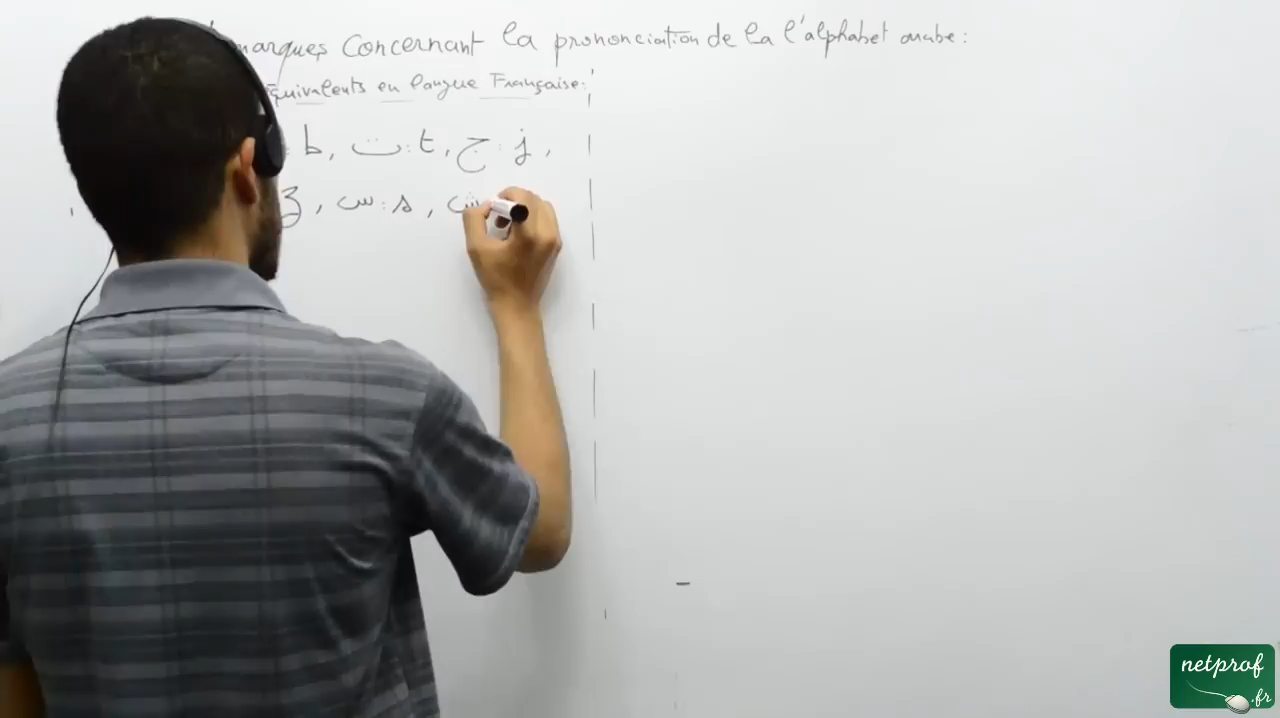 marques Concernant la prononciation de la l'alphabet arabe :
équivalents en langue Française :
b, ت : t, ج : j,
z, س : s, ش
netprof
.fr